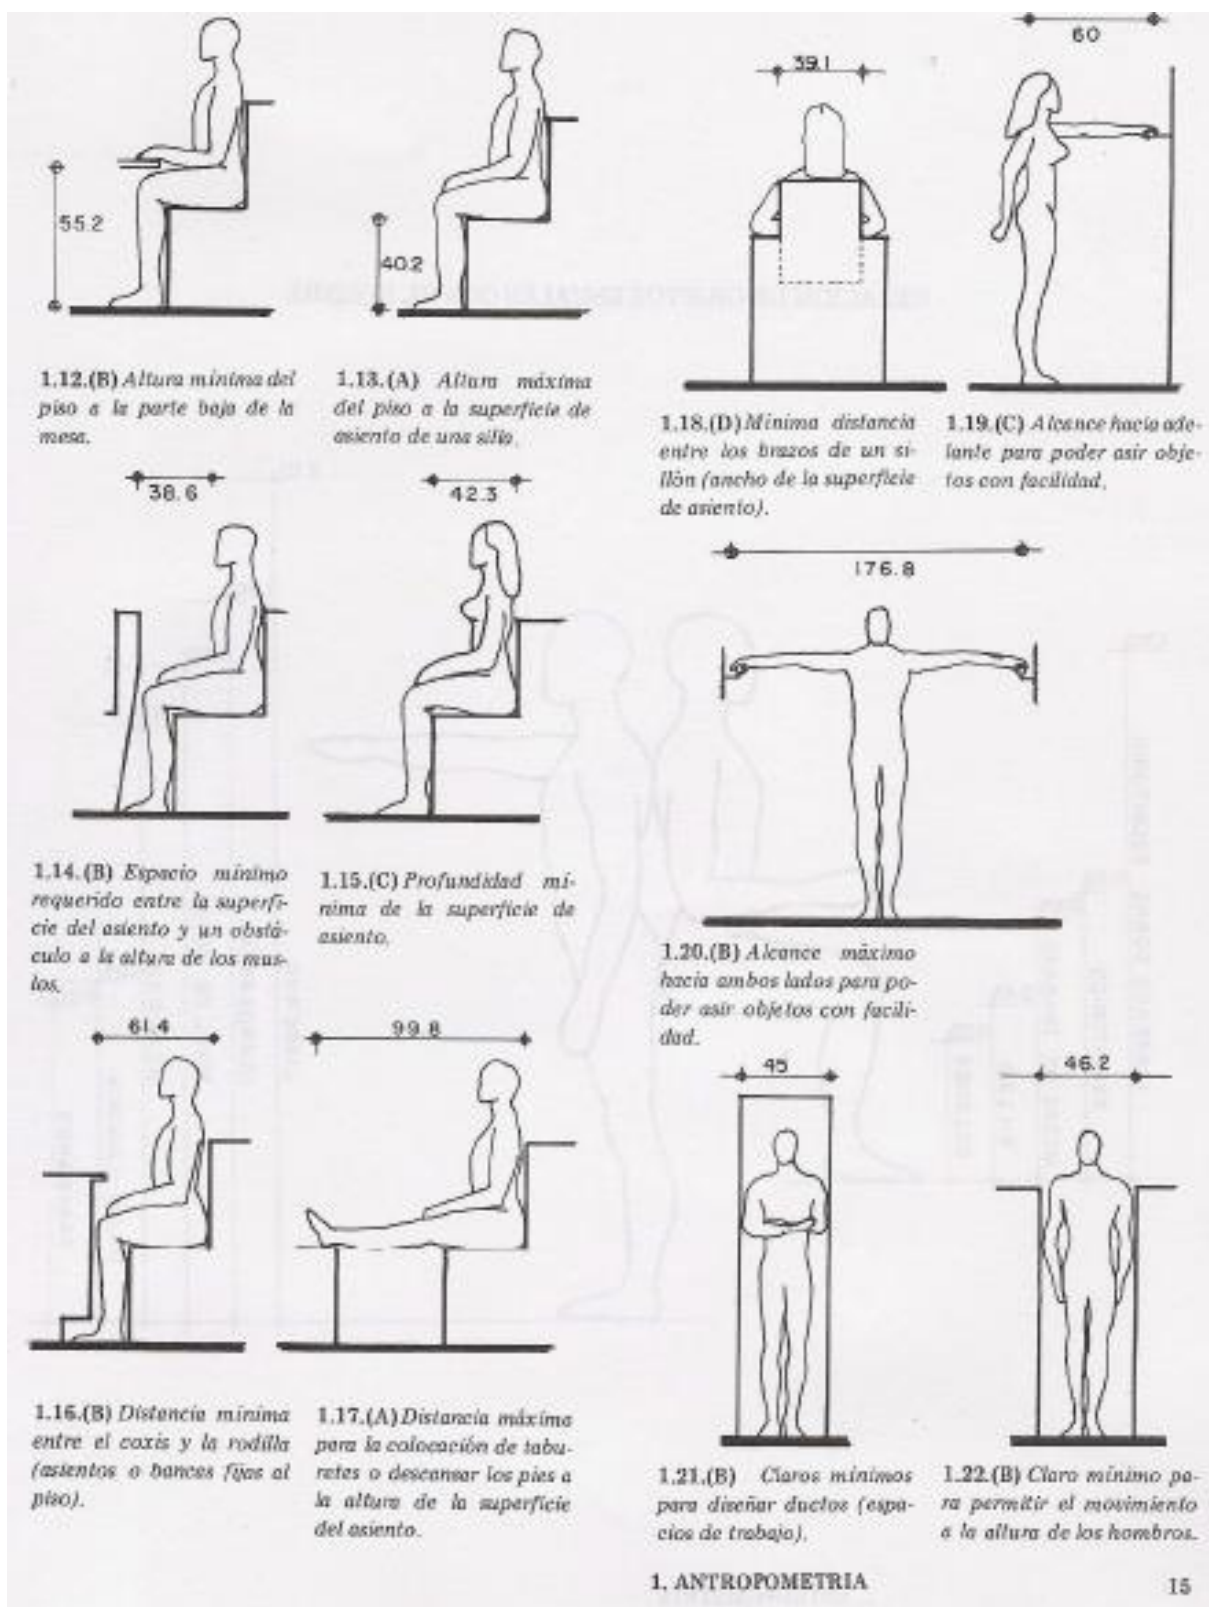 55.2
40.2
1.12.(B) Altura mínima del
piso a la parte baja de la
mesa.
1.13.(A) Altura máxima
del piso a la superficie de
asiento de una silla.
38.6
42.3
1.14.(B) Espacio mínimo
requerido entre la superfi-
cie del asiento y un obstá-
culo a la altura de los mus-
los.
1.15.(C) Profundidad mí-
nima de la superficie de
asiento.
61.4
99.8
1.16.(B) Distancia mínima
entre el coxis y la rodilla
(asientos o bancas fijas al
piso).
1.17.(A) Distancia máxima
para la colocación de tabu-
retes o descansar los pies a
la altura de la superficie
del asiento.
39.1
60
1.18.(D) Mínima distancia
entre los brazos de un si-
llón (ancho de la superficie
de asiento).
1.19.(C) Alcance hacia ade-
lante para poder asir obje-
tos con facilidad.
176.8
1.20.(B) Alcance máximo
hacia ambos lados para po-
der asir objetos con facili-
dad.
45
46.2
1.21.(B) Claros mínimos
para diseñar ductos (espa-
cios de trabajo).
1.22.(B) Claro mínimo pa-
ra permitir el movimiento
a la altura de los hombros.
1. ANTROPOMETRIA 15